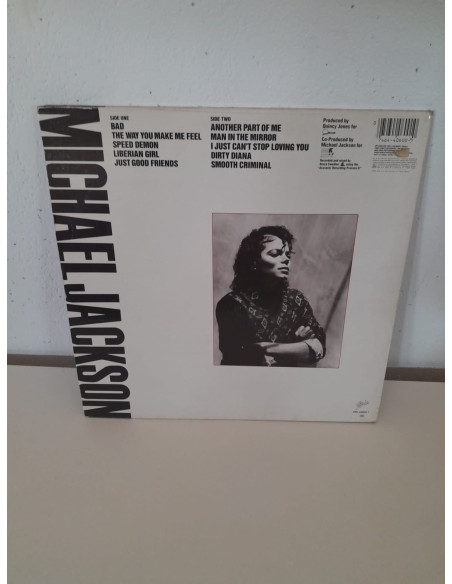 MICHAEL JACKSON
SIDE ONE
BAD
THE WAY YOU MAKE ME FEEL
SPEED DEMON
LIBERIAN GIRL
JUST GOOD FRIENDS
SIDE TWO
ANOTHER PART OF ME
MAN IN THE MIRROR
I JUST CAN'T STOP LOVING YOU
DIRTY DIANA
SMOOTH CRIMINAL
Produced by
Quincy Jones for
Co-Produced by
Michael Jackson for